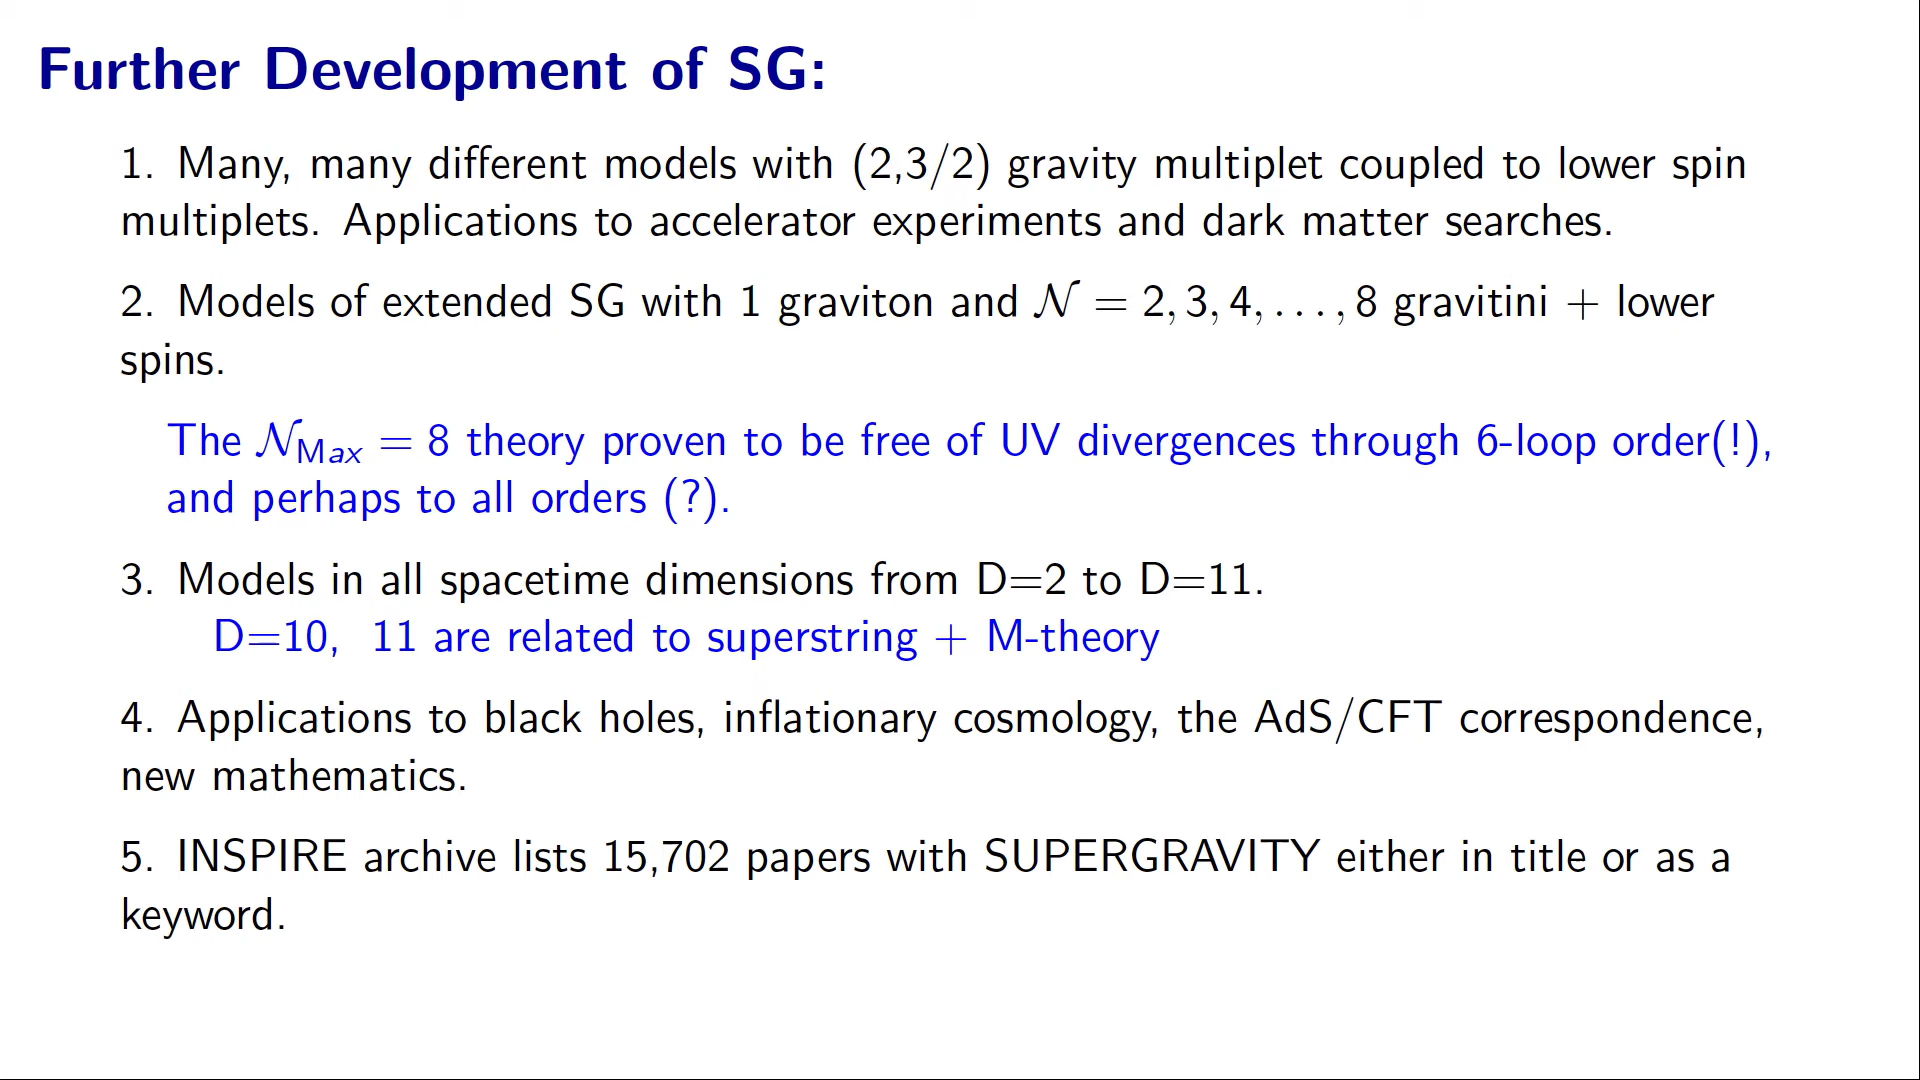 Further Development of SG:
1. Many, many different models with (2,3/2) gravity multiplet coupled to lower spin
multiplets. Applications to accelerator experiments and dark matter searches.
2. Models of extended SG with 1 graviton and 𝒩 = 2, 3, 4, . . . , 8 gravitini + lower
spins.
The 𝒩Max = 8 theory proven to be free of UV divergences through 6-loop order(!),
and perhaps to all orders (?).
3. Models in all spacetime dimensions from D=2 to D=11.
D=10, 11 are related to superstring + M-theory
4. Applications to black holes, inflationary cosmology, the AdS/CFT correspondence,
new mathematics.
5. INSPIRE archive lists 15,702 papers with SUPERGRAVITY either in title or as a
keyword.